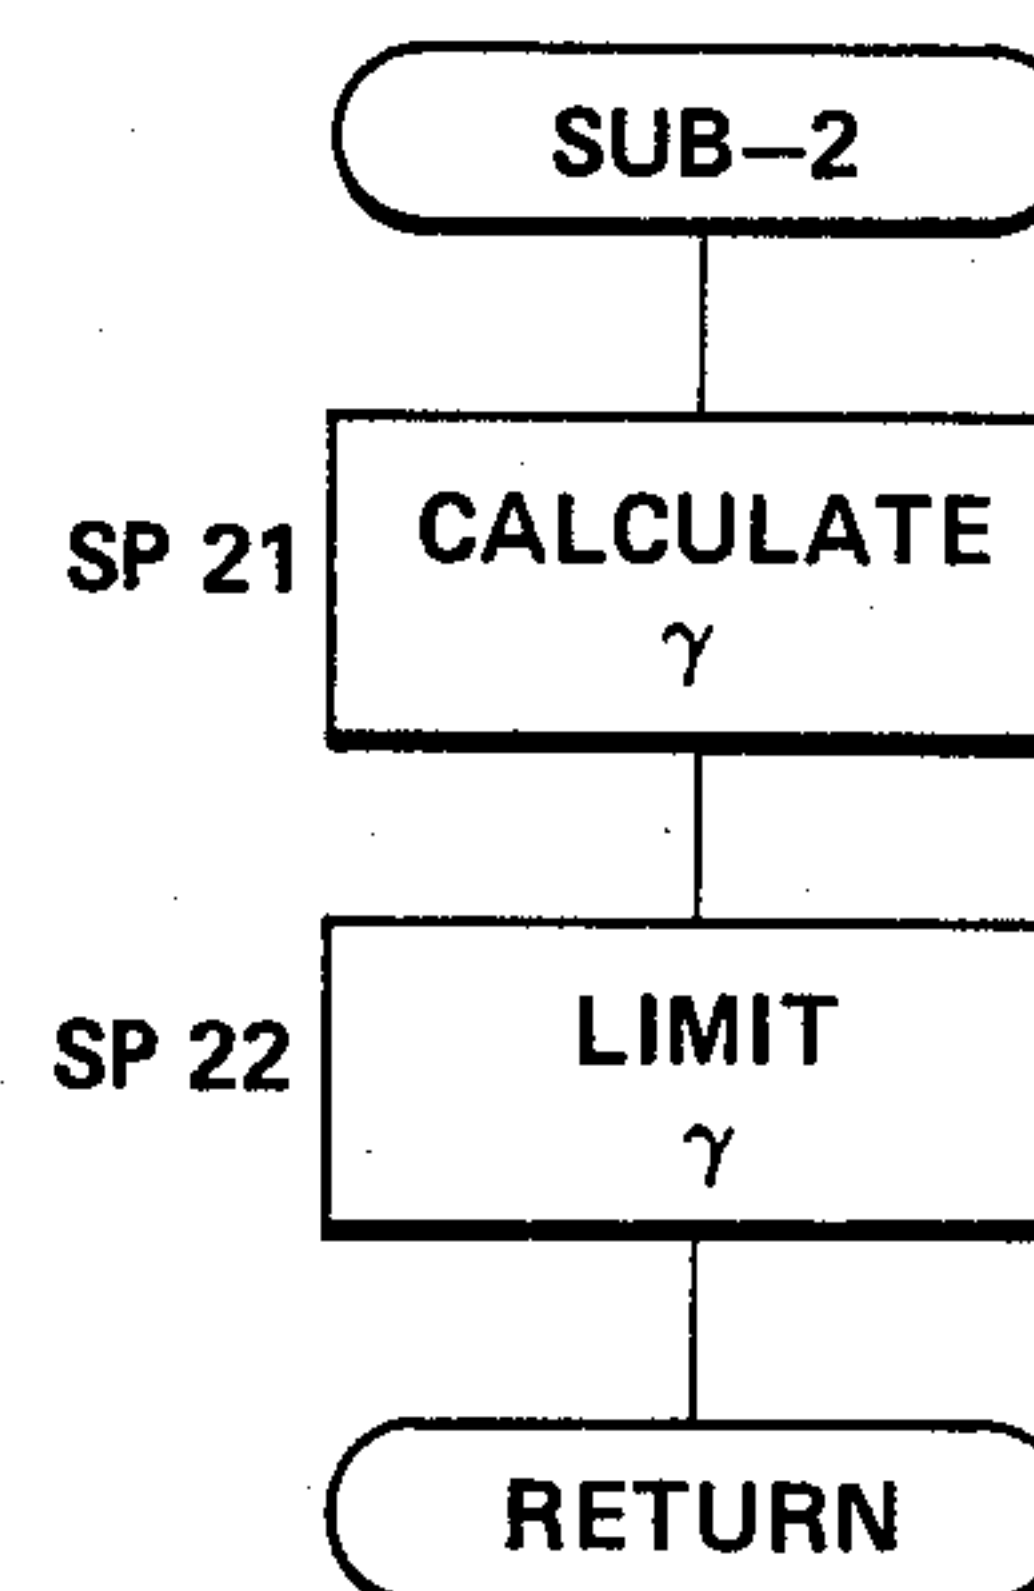 SUB—2
SP 21
CALCULATE
γ
SP 22
LIMIT
γ
RETURN